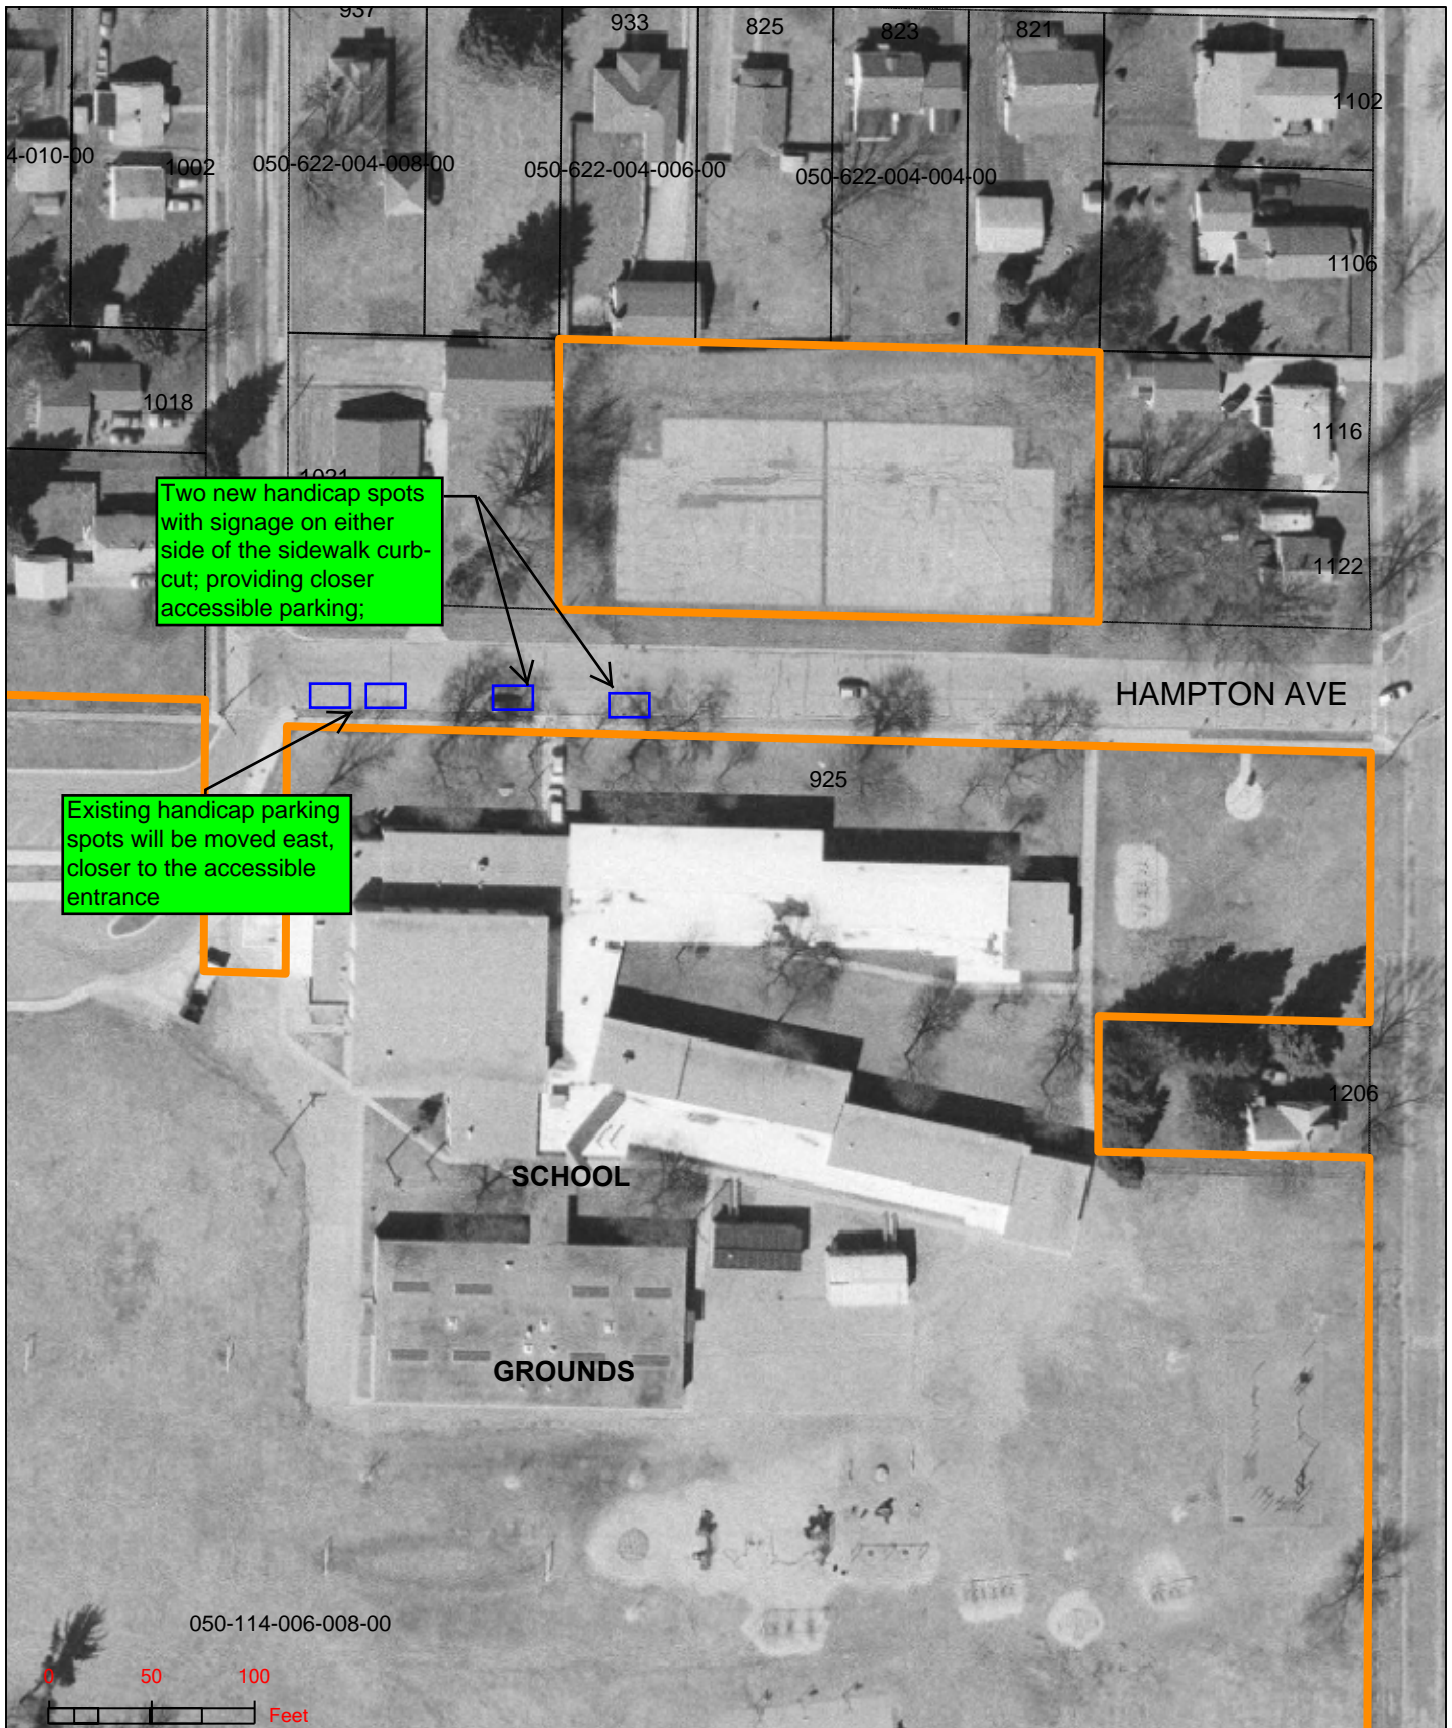 937
933
825
823
821
1102
4-010-00
1002
050-622-004-008-00
050-622-004-006-00
050-622-004-004-00
1106
1018
1116
1021
Two new handicap spots
with signage on either
side of the sidewalk curb-
cut; providing closer
accessible parking;
1122
HAMPTON AVE
925
Existing handicap parking
spots will be moved east,
closer to the accessible
entrance
1206
SCHOOL
GROUNDS
050-114-006-008-00
0 50 100
Feet